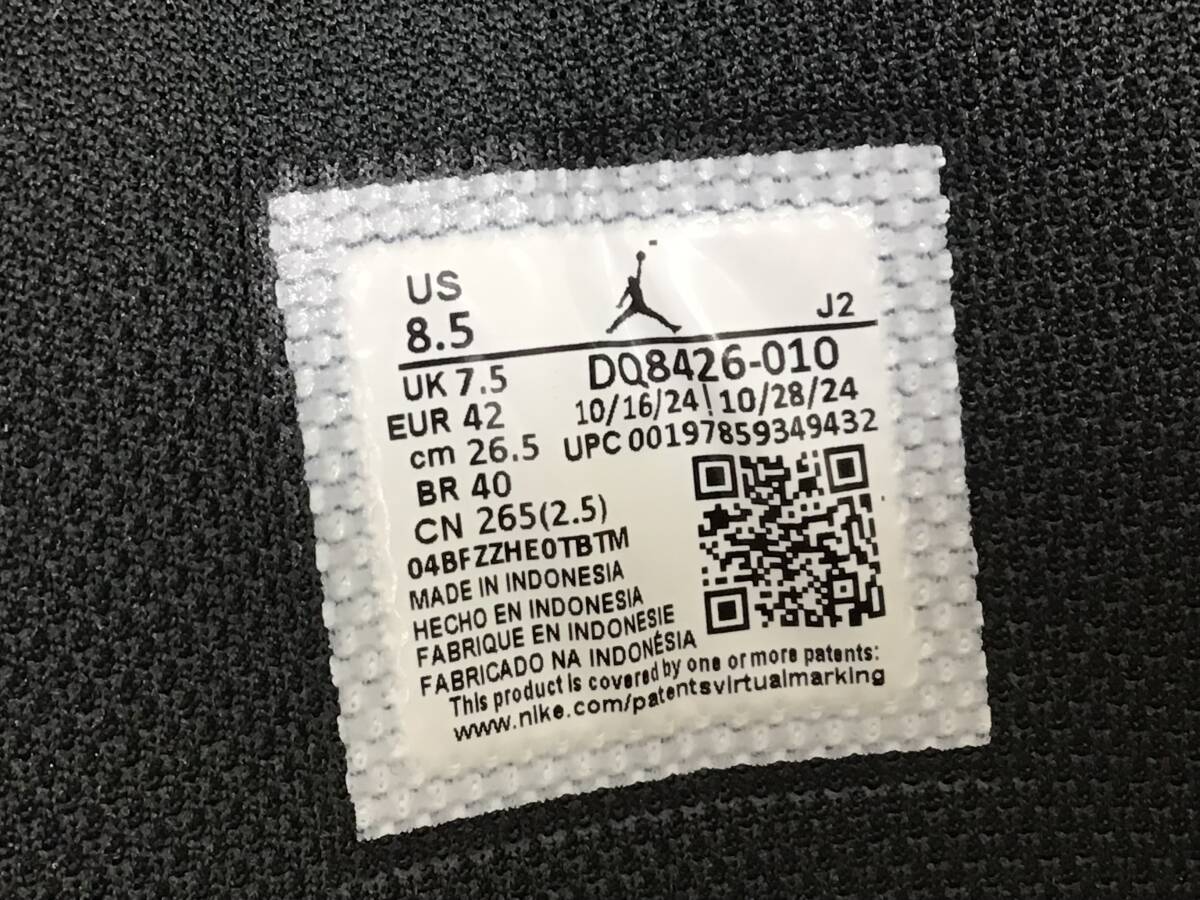 US
8.5
J2
UK 7.5
DQ8426-010
EUR 42
10/16/24 10/28/24
cm 26.5
UPC 00197859349432
BR 40
CN 265(2.5)
04BFZZHE0TBTM
MADE IN INDONESIA
HECHO EN INDONESIA
FABRIQUE EN INDONESIE
FABRICADO NA INDONÉSIA
This product is covered by one or more patents:
www.nike.com/patentsvirtualmarking